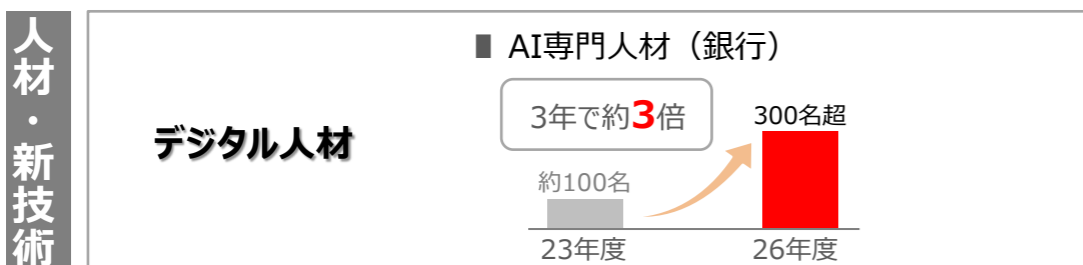 人材・新技術
デジタル人材
■ AI専門人材（銀行）
3年で約3倍
300名超
約100名
23年度
26年度